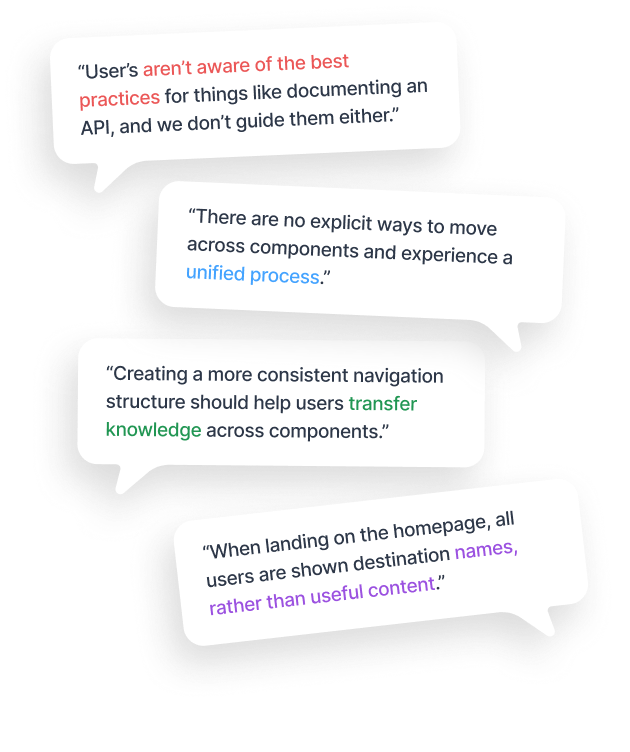 “User’s aren’t aware of the best
practices for things like documenting an
API, and we don’t guide them either.”
“There are no explicit ways to move
across components and experience a
unified process.”
“Creating a more consistent navigation
structure should help users transfer
knowledge across components.”
“When landing on the homepage, all
users are shown destination names,
rather than useful content.”